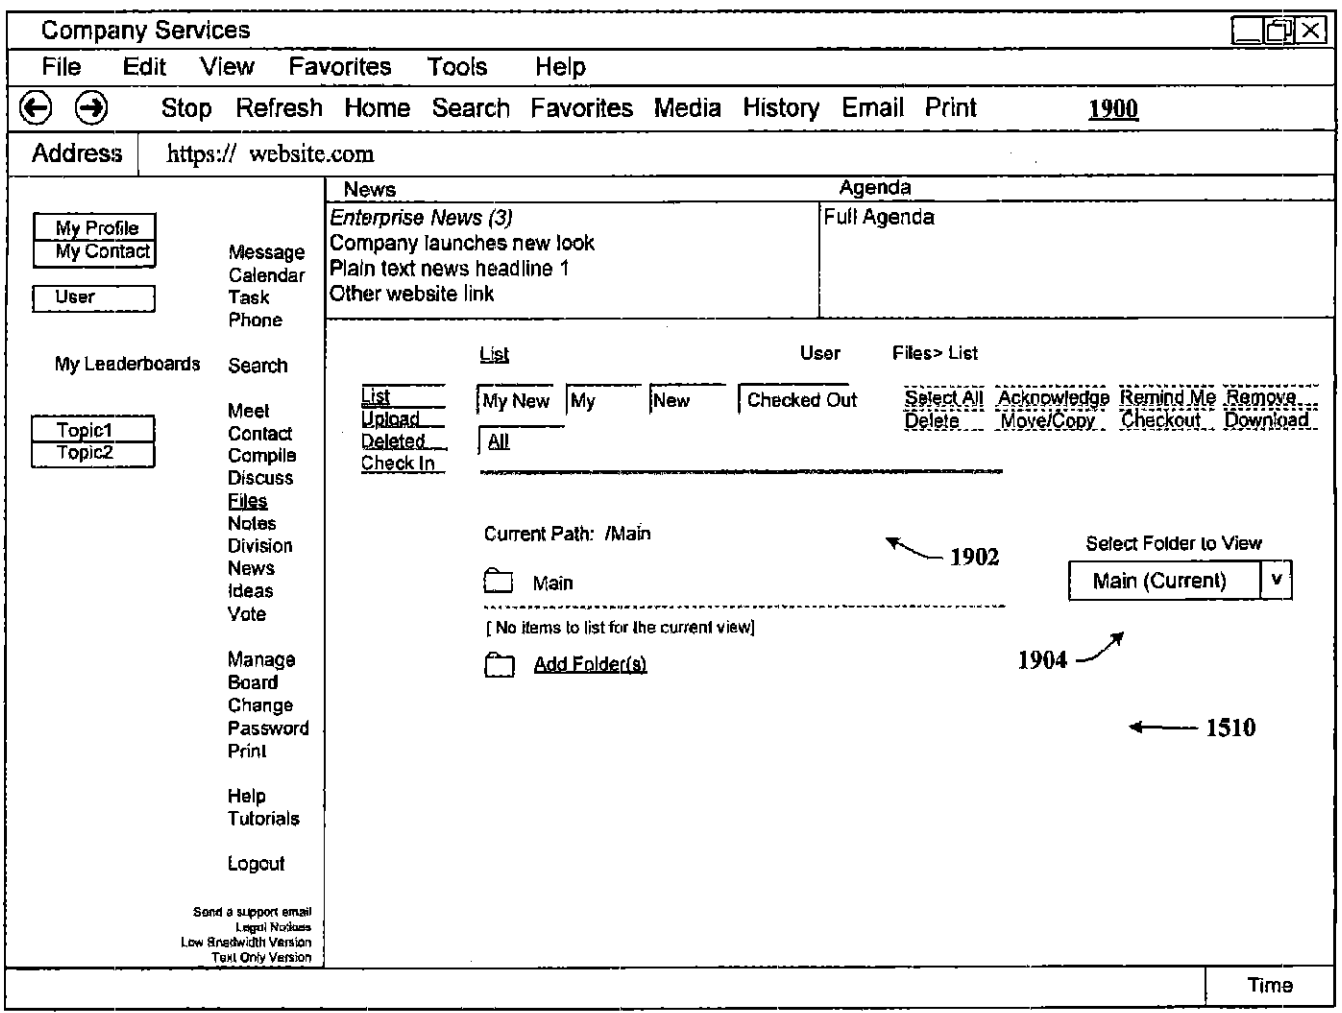 Company Services
File Edit View Favorites Tools Help
Stop Refresh Home Search Favorites Media History Email Print 1900
Address https:// website.com
My Profile
My Contact
User
My Leaderboards
Topic1
Topic2
Message
Calendar
Task
Phone
Search
Meet
Contact
Compile
Discuss
Files
Notes
Division
News
Ideas
Vote
Manage
Board
Change
Password
Print
Help
Tutorials
Logout
Send a support email
Legal Notices
Low Bnadwidth Version
Text Only Version
News Agenda
Enterprise News (3)
Company launches new look
Plain text news headline 1
Other website link
Full Agenda
List User Files> List
List
Upload
Deleted
Check In
My New My New Checked Out
All
Select All Acknowledge Remind Me Remove
Delete Move/Copy Checkout Download
Current Path: /Main
1902
Main
[ No items to list for the current view]
Add Folder(s)
Select Folder to View
Main (Current) v
1904
1510
Time